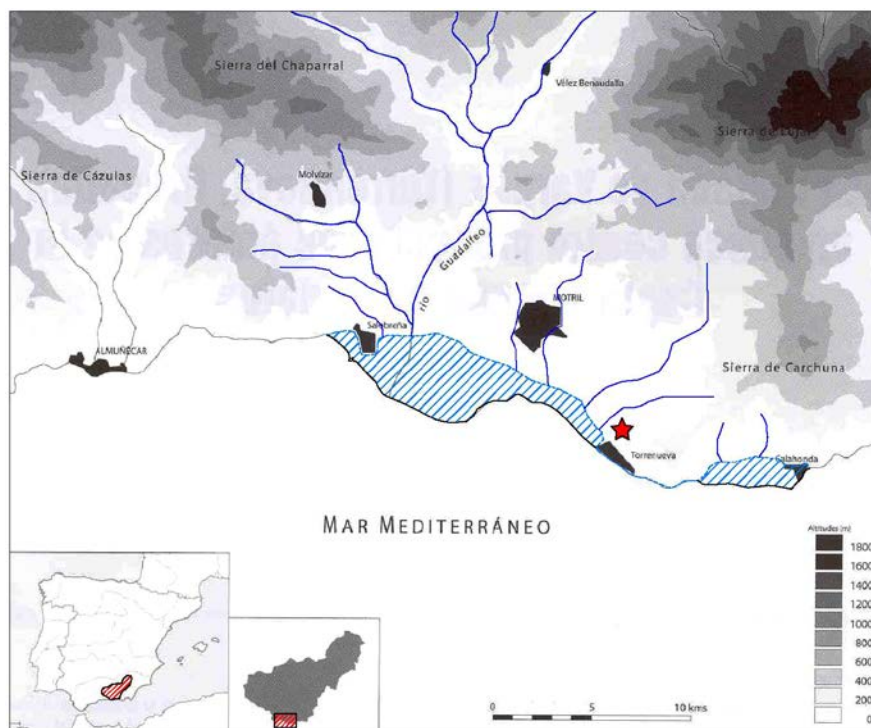 Sierra del Chaparral
Vélez Benaudalla
Sierra de Lújar
Sierra de Cázulas
Molvízar
río Guadalfeo
MOTRIL
Salobreña
ALMUÑECAR
Sierra de Carchuna
Torrenueva
Calahonda
MAR MEDITERRÁNEO
Altitudes (m)
1800
1600
1400
1200
1000
800
600
400
200
0
0 5 10 kms